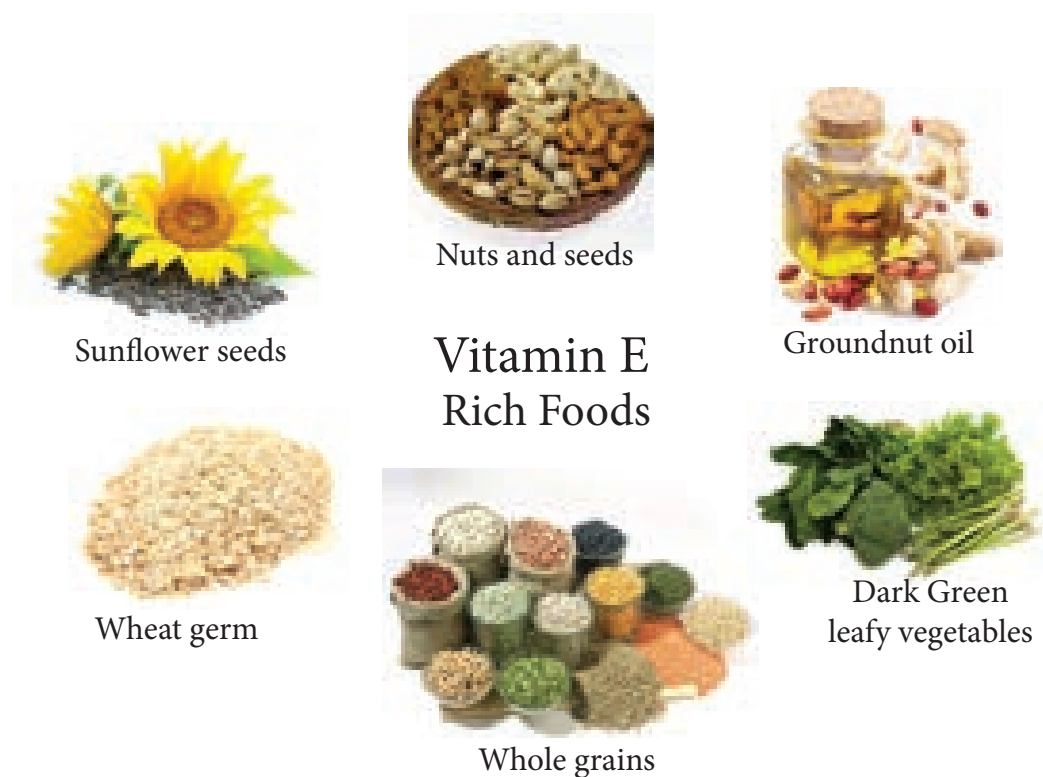 Nuts and seeds
Sunflower seeds
Groundnut oil
Vitamin E
Rich Foods
Wheat germ
Dark Green
leafy vegetables
Whole grains